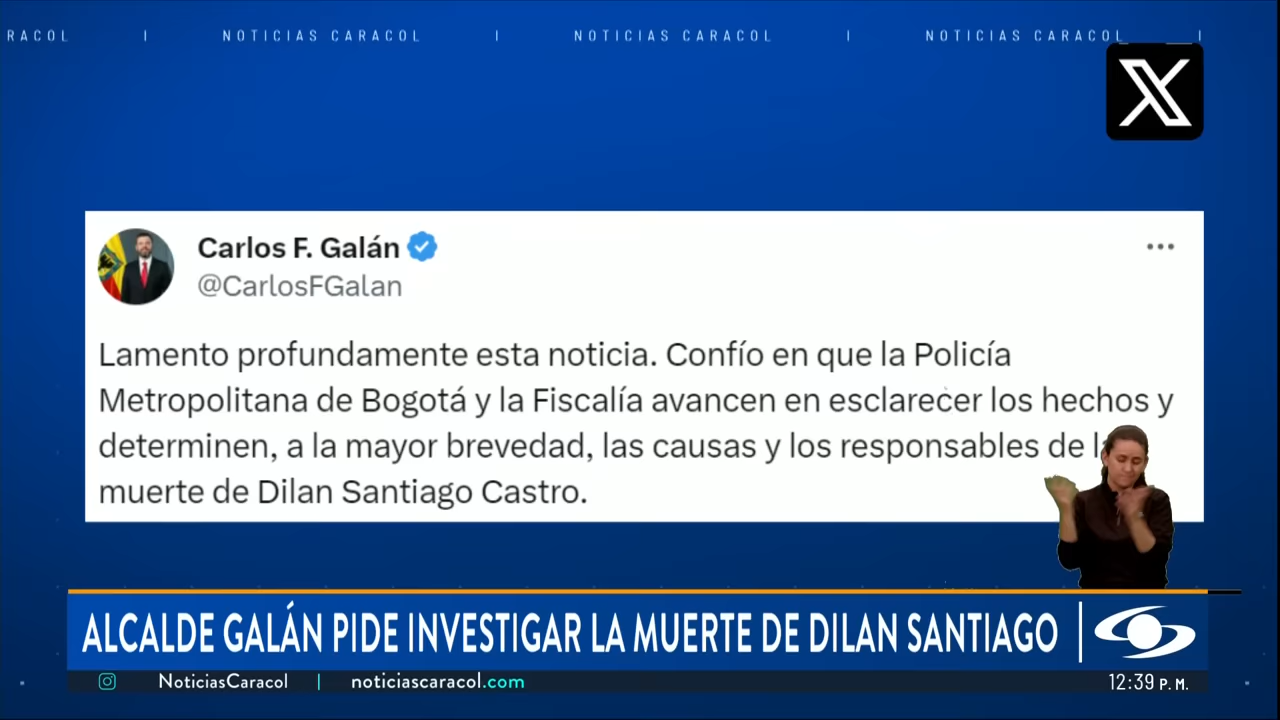 RACOL | NOTICIAS CARACOL | NOTICIAS CARACOL | NOTICIAS CARACOL |
X
Carlos F. Galán
@CarlosFGalan
Lamento profundamente esta noticia. Confío en que la Policía
Metropolitana de Bogotá y la Fiscalía avancen en esclarecer los hechos y
determinen, a la mayor brevedad, las causas y los responsables de la
muerte de Dilan Santiago Castro.
ALCALDE GALÁN PIDE INVESTIGAR LA MUERTE DE DILAN SANTIAGO
NoticiasCaracol | noticiascaracol.com
12:39 P. M.